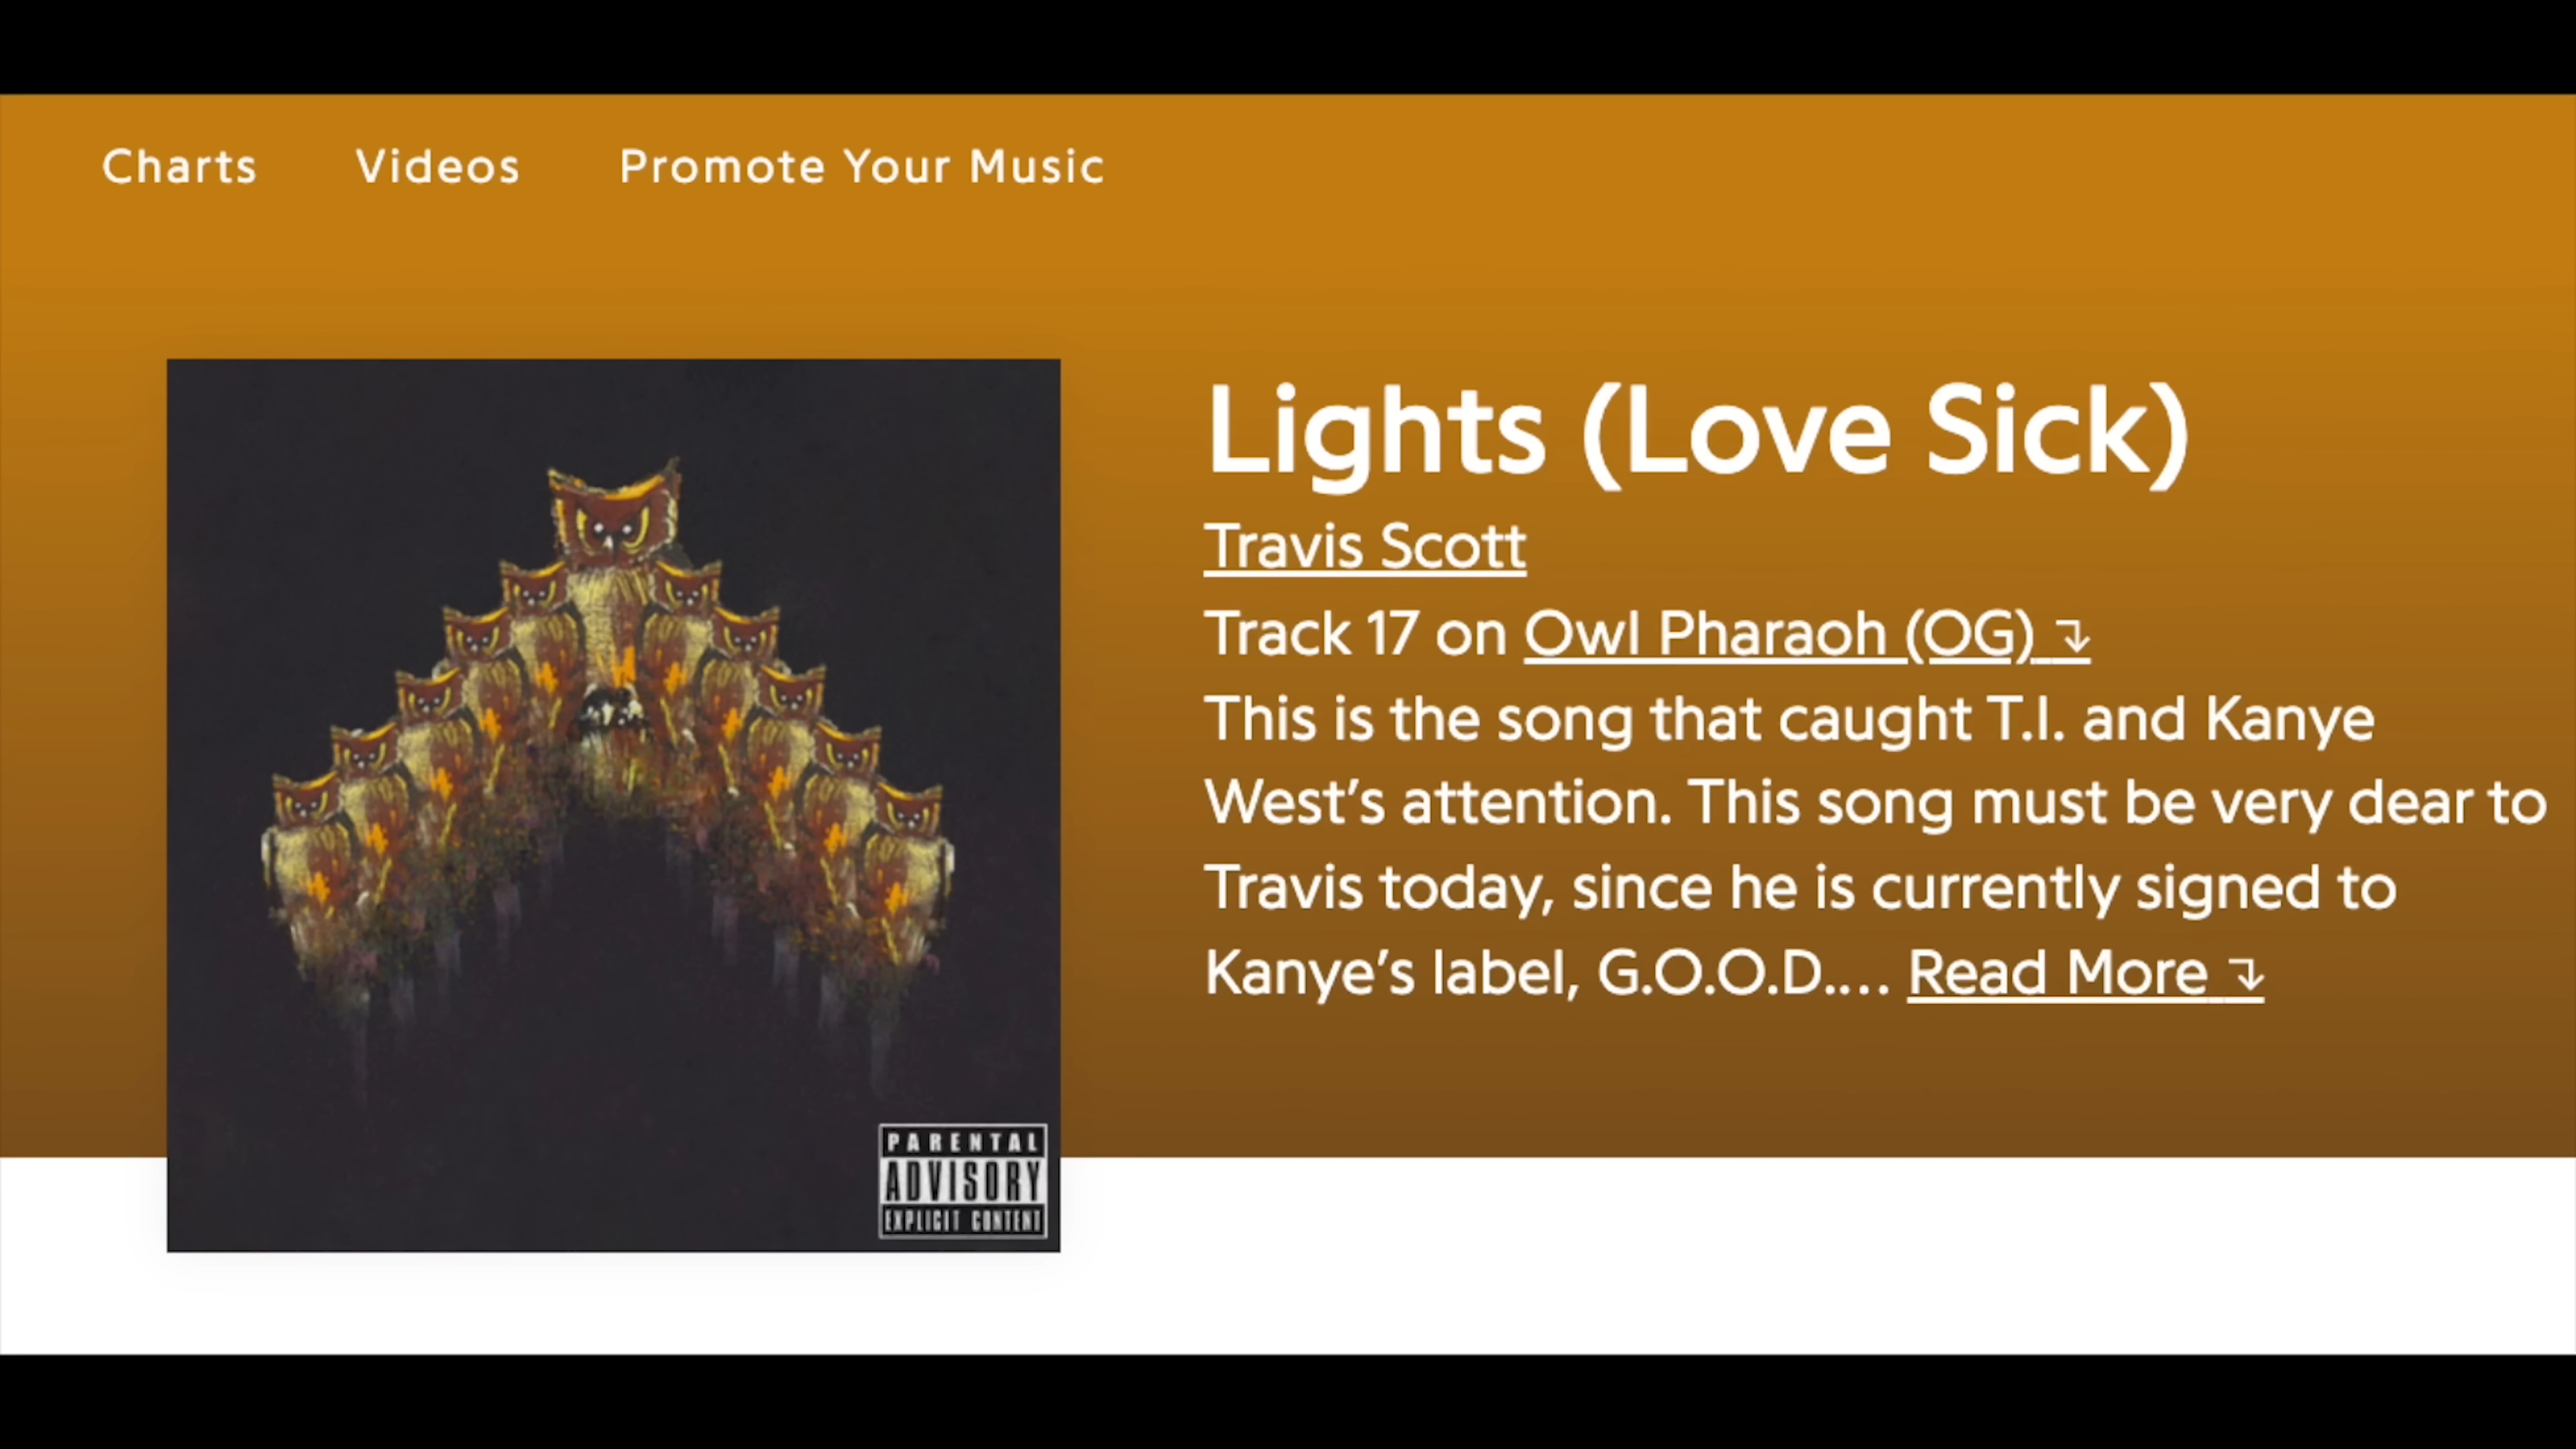 Charts Videos Promote Your Music
Lights (Love Sick)
Travis Scott
Track 17 on Owl Pharaoh (OG) ↴
This is the song that caught T.I. and Kanye
West’s attention. This song must be very dear to
Travis today, since he is currently signed to
Kanye’s label, G.O.O.D.… Read More ↴
PARENTAL
ADVISORY
EXPLICIT CONTENT